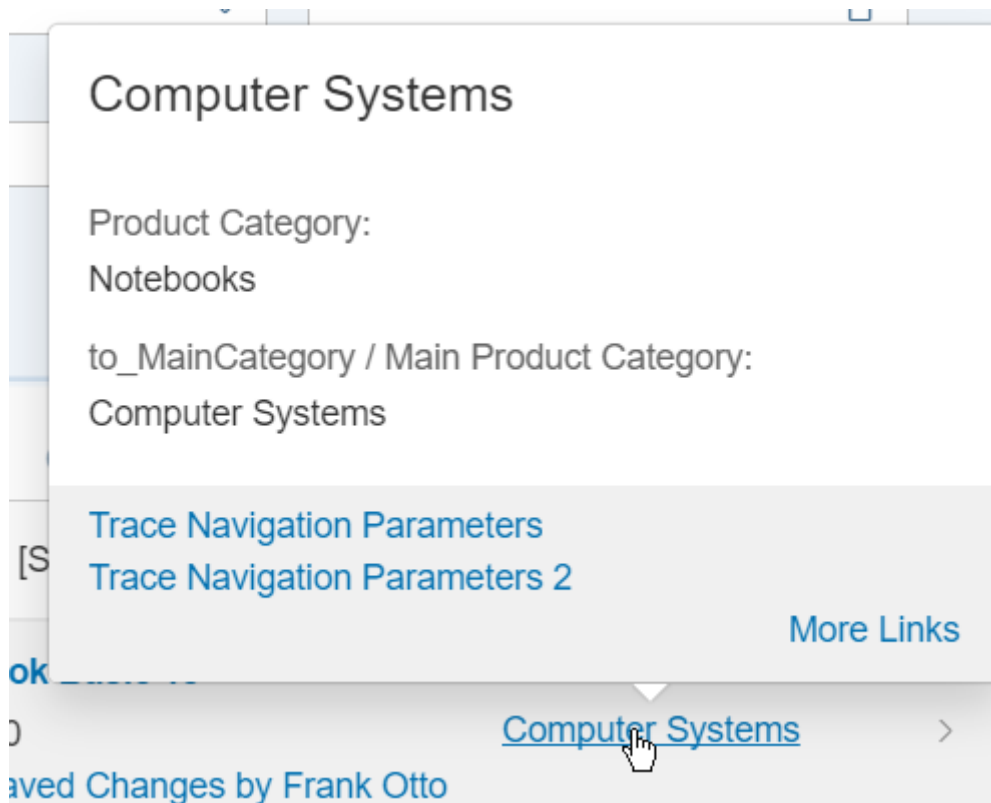 Computer Systems
Product Category:
Notebooks
to_MainCategory / Main Product Category:
Computer Systems
Trace Navigation Parameters
[S
Trace Navigation Parameters 2
More Links
ok
Computer Systems
aved Changes by Frank Otto